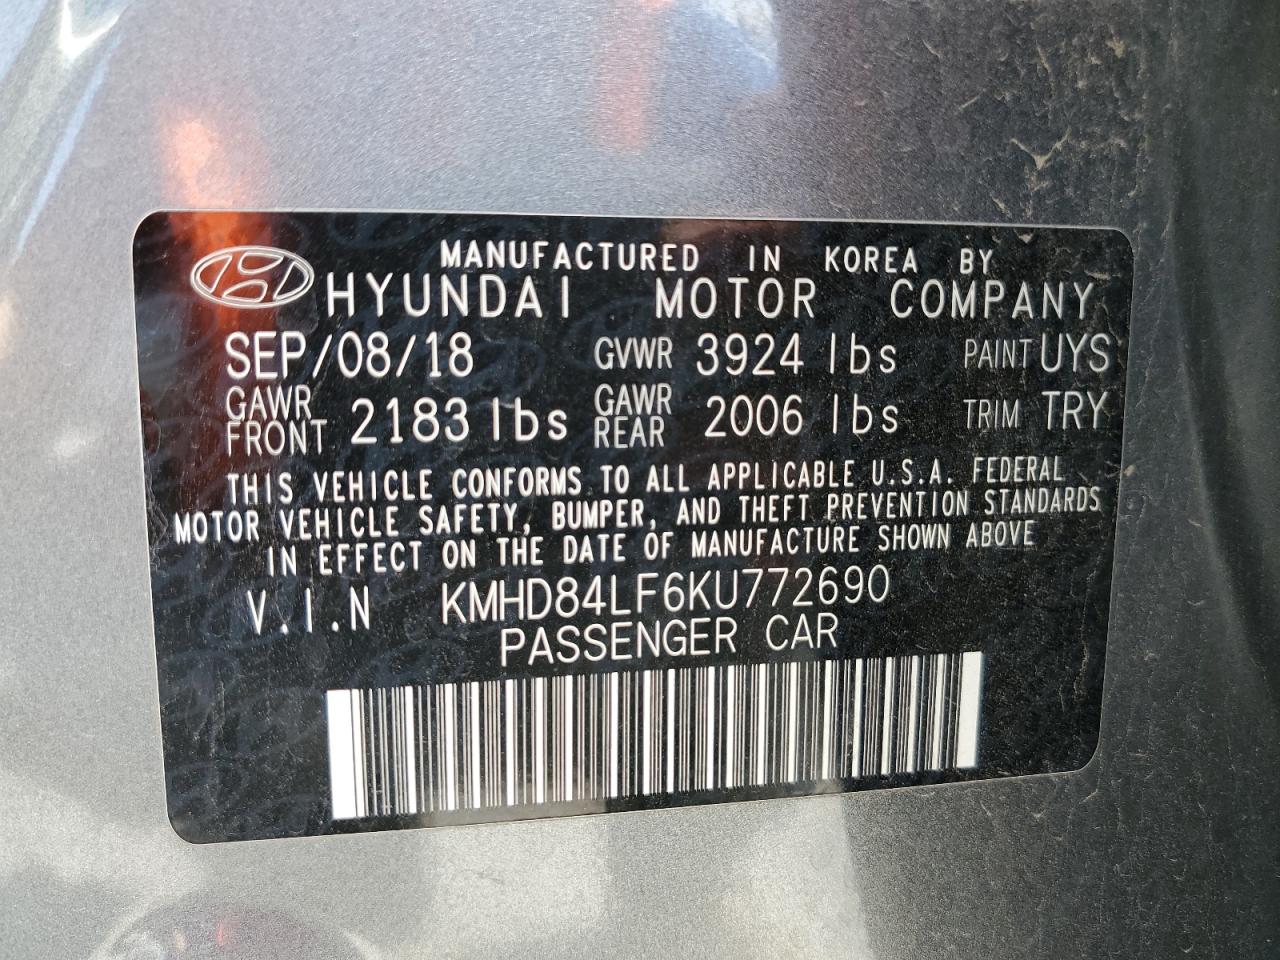 MANUFACTURED IN KOREA BY
HYUNDAI MOTOR COMPANY
SEP/08/18 GVWR 3924 lbs PAINT UYS
GAWR FRONT 2183 lbs GAWR REAR 2006 lbs TRIM TRY
THIS VEHICLE CONFORMS TO ALL APPLICABLE U.S.A. FEDERAL
MOTOR VEHICLE SAFETY, BUMPER, AND THEFT PREVENTION STANDARDS
IN EFFECT ON THE DATE OF MANUFACTURE SHOWN ABOVE
V.I.N KMHD84LF6KU772690
PASSENGER CAR